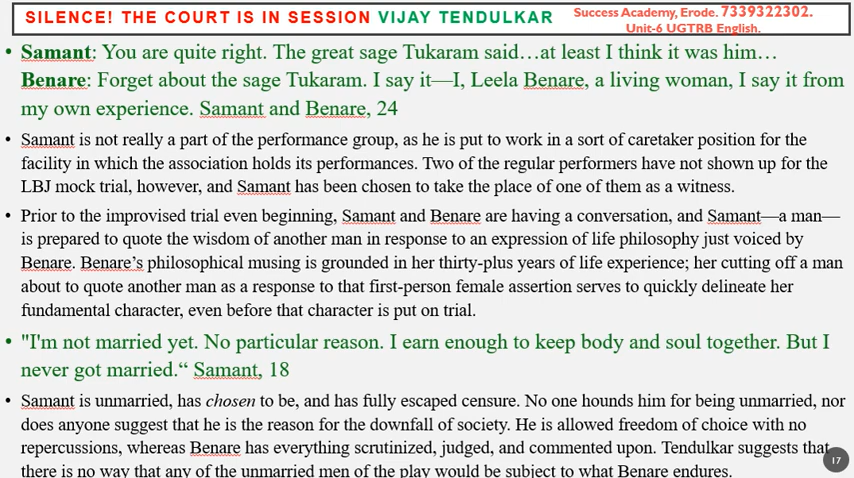 SILENCE! THE COURT IS IN SESSION VIJAY TENDULKAR
Success Academy, Erode. 7339322302.
Unit-6 UGTRB English.
• Samant: You are quite right. The great sage Tukaram said…at least I think it was him…
Benare: Forget about the sage Tukaram. I say it—I, Leela Benare, a living woman, I say it from
my own experience. Samant and Benare, 24
• Samant is not really a part of the performance group, as he is put to work in a sort of caretaker position for the
facility in which the association holds its performances. Two of the regular performers have not shown up for the
LBJ mock trial, however, and Samant has been chosen to take the place of one of them as a witness.
• Prior to the improvised trial even beginning, Samant and Benare are having a conversation, and Samant—a man—
is prepared to quote the wisdom of another man in response to an expression of life philosophy just voiced by
Benare. Benare's philosophical musing is grounded in her thirty-plus years of life experience; her cutting off a man
about to quote another man as a response to that first-person female assertion serves to quickly delineate her
fundamental character, even before that character is put on trial.
• "I'm not married yet. No particular reason. I earn enough to keep body and soul together. But I
never got married.“ Samant, 18
• Samant is unmarried, has chosen to be, and has fully escaped censure. No one hounds him for being unmarried, nor
does anyone suggest that he is the reason for the downfall of society. He is allowed freedom of choice with no
repercussions, whereas Benare has everything scrutinized, judged, and commented upon. Tendulkar suggests that
there is no way that any of the unmarried men of the play would be subject to what Benare endures.
17